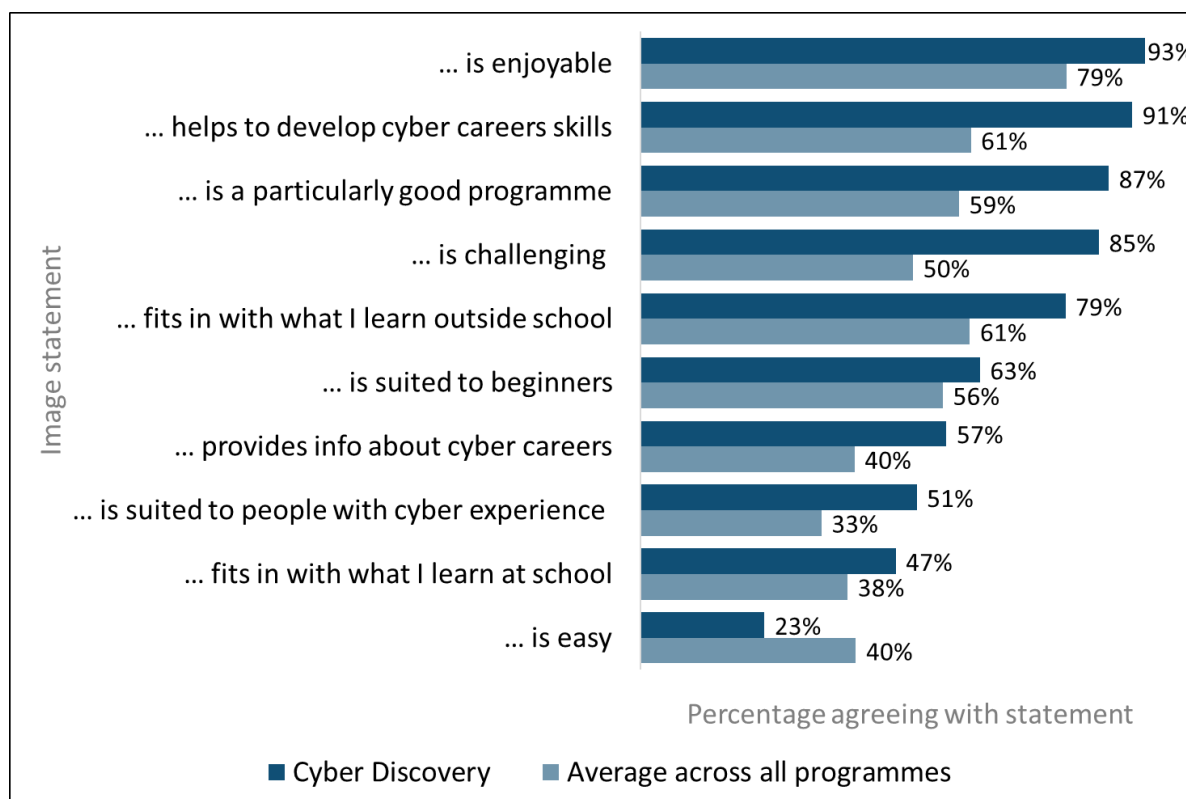 ... is enjoyable
93%
79%
... helps to develop cyber careers skills
91%
61%
... is a particularly good programme
87%
59%
... is challenging
85%
50%
... fits in with what I learn outside school
79%
61%
... is suited to beginners
63%
56%
... provides info about cyber careers
57%
40%
... is suited to people with cyber experience
51%
33%
... fits in with what I learn at school
47%
38%
... is easy
23%
40%
Image statement
Percentage agreeing with statement
Cyber Discovery
Average across all programmes